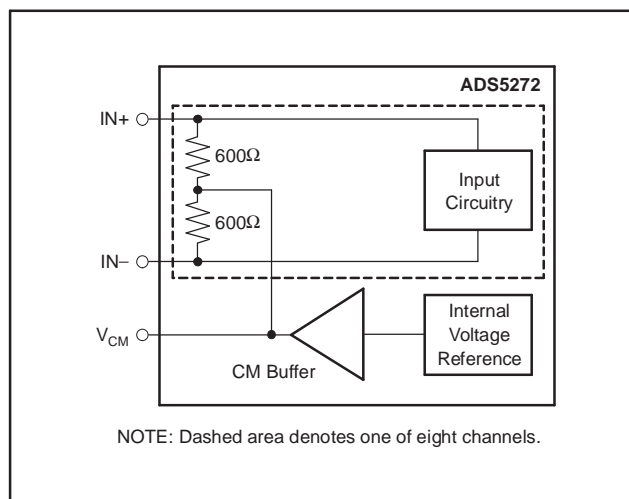 ADS5272
IN+
600Ω
Input
Circuitry
600Ω
IN−
V_CM
CM Buffer
Internal
Voltage
Reference
NOTE: Dashed area denotes one of eight channels.